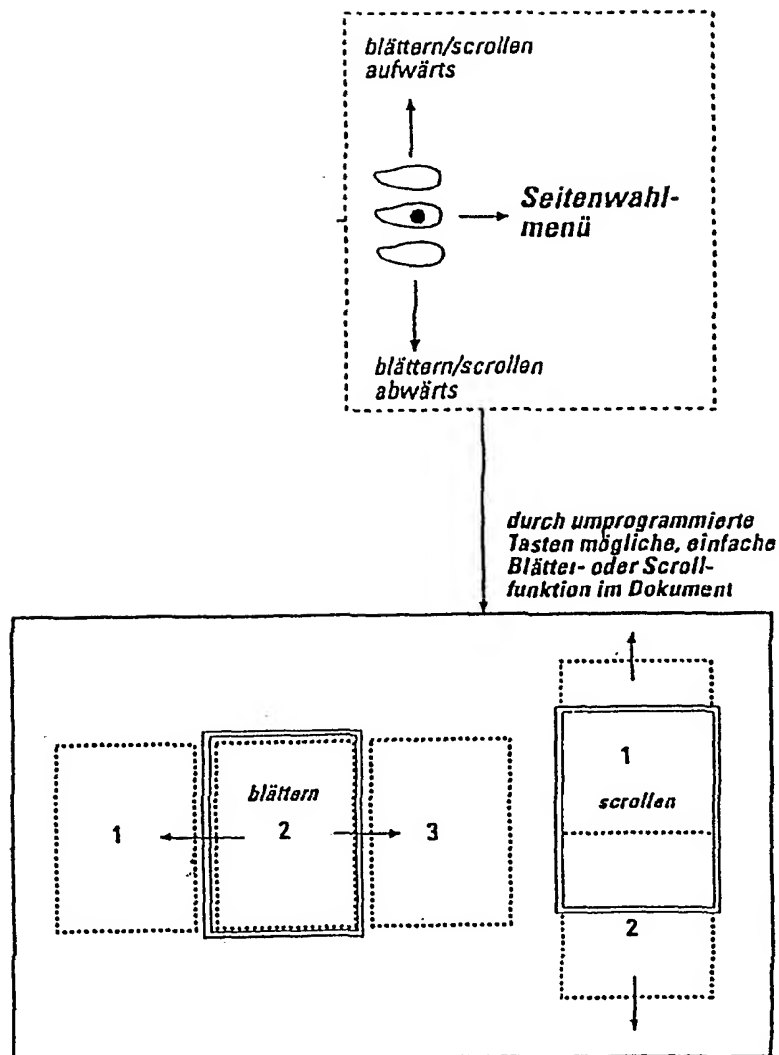 blättern/scrollen
aufwärts
Seitenwahl-
menü
blättern/scrollen
abwärts
durch umprogrammierte
Tasten mögliche, einfache
Blätter- oder Scroll-
funktion im Dokument
blättern
1
2
3
1
scrollen
2